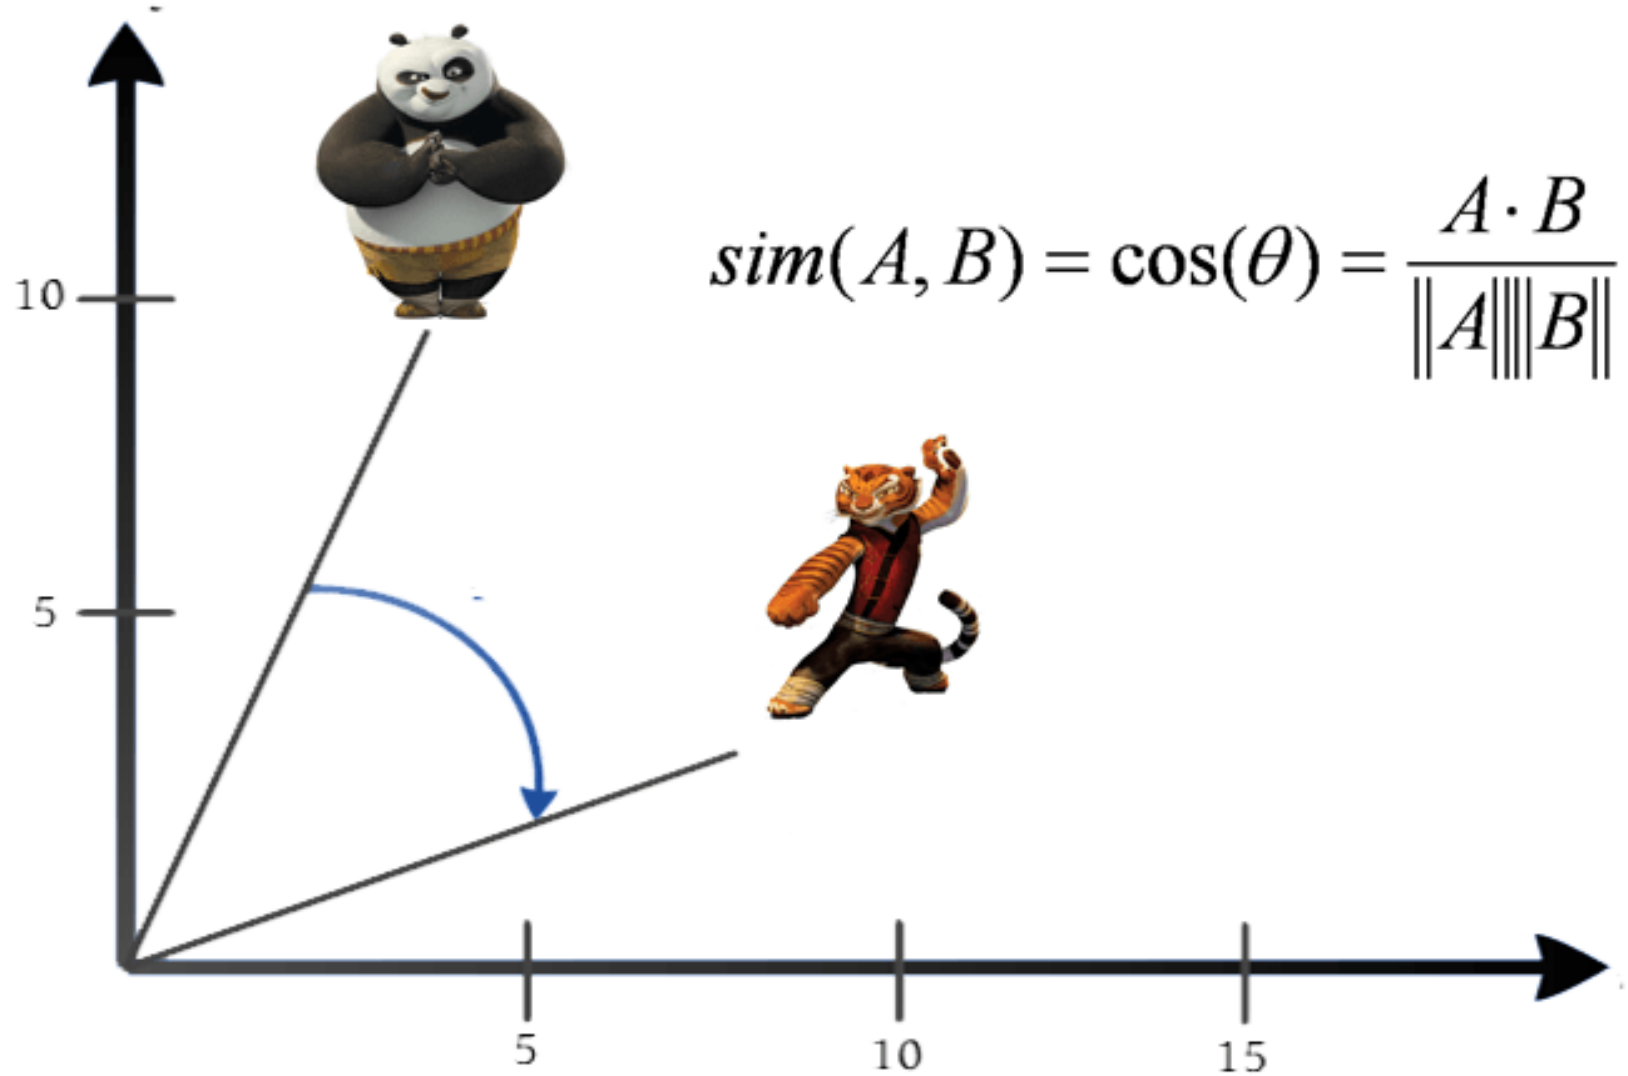 10
sim(A, B) = cos(θ) = A · B / ‖A‖‖B‖
5
5 10 15